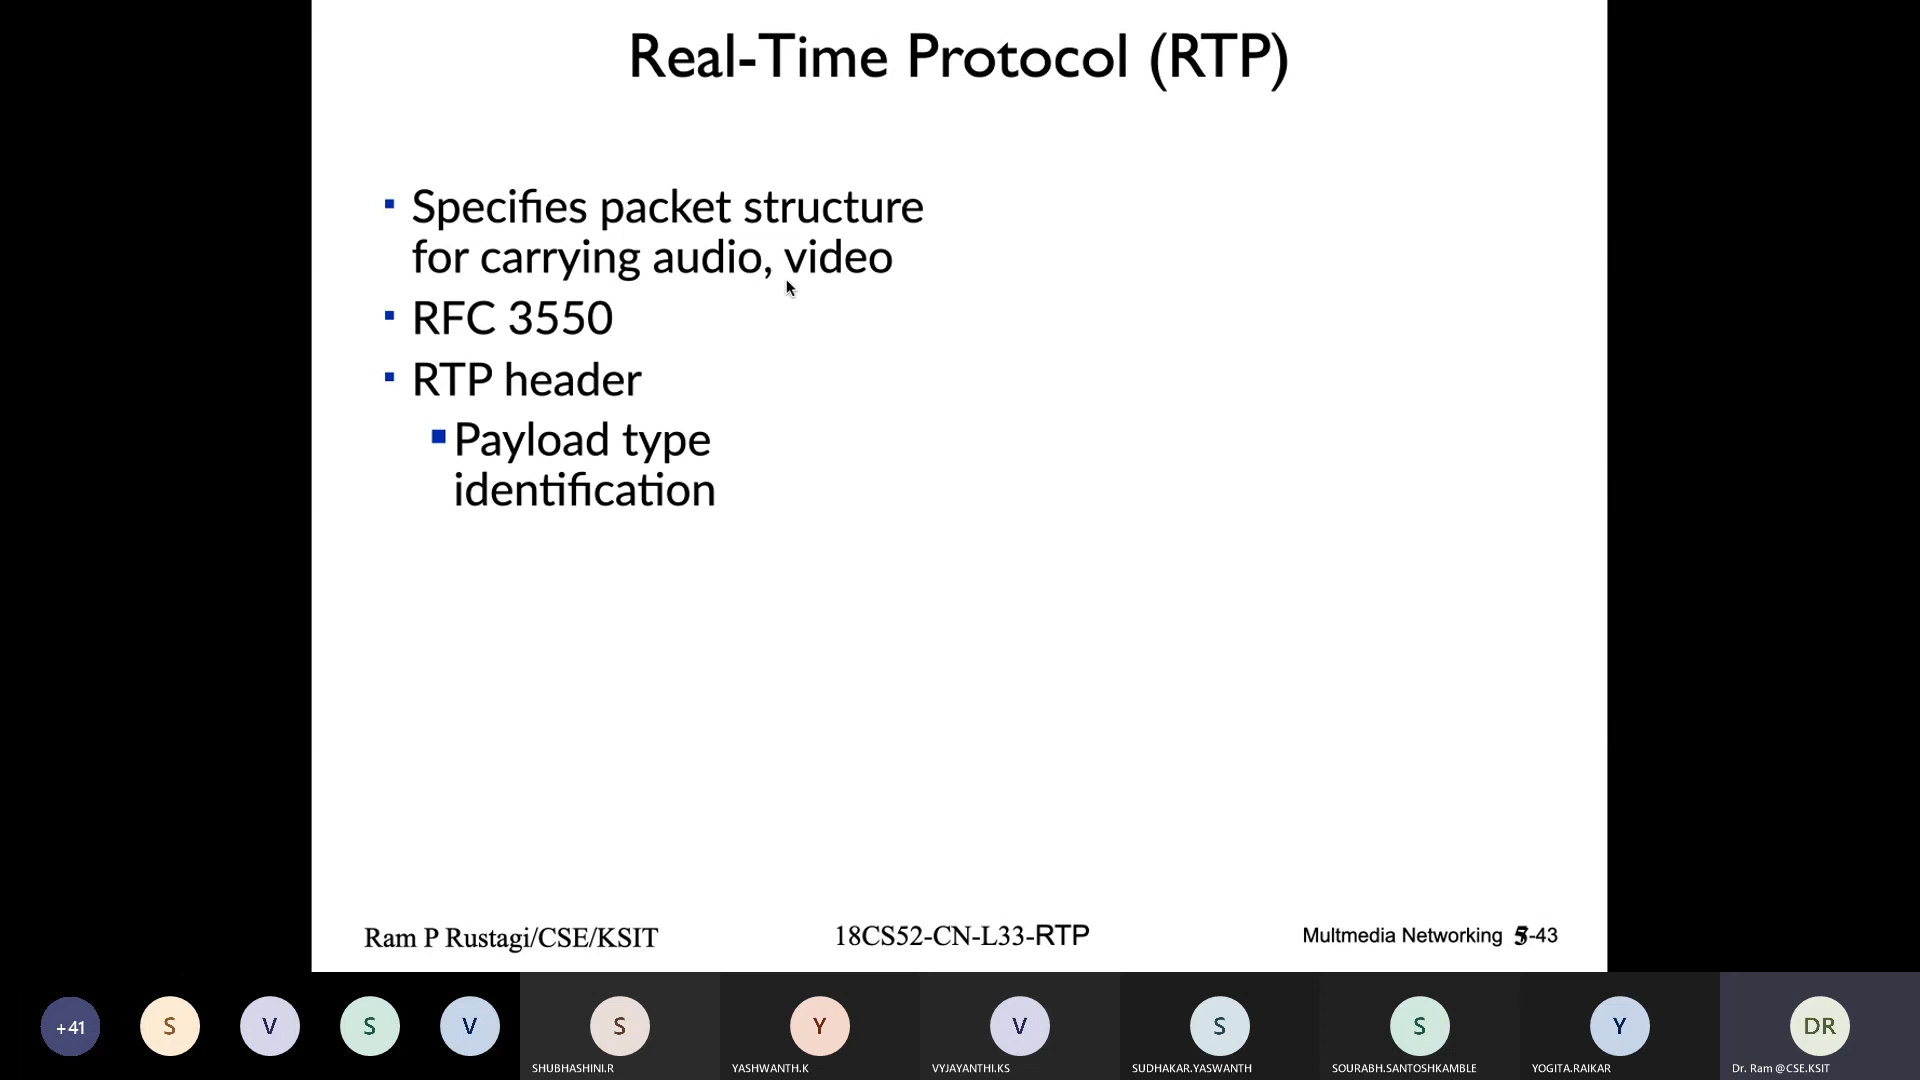 Real-Time Protocol (RTP)
Specifies packet structure
for carrying audio, video
RFC 3550
RTP header
Payload type
identification
Ram P Rustagi/CSE/KSIT
18CS52-CN-L33-RTP
Multmedia Networking
-43
+41
S
V
S
V
S
Y
V
S
S
Y
DR
SHUBHASHINI.R
YASHWANTH.K
VYJAYANTHI.KS
SUDHAKAR.YASWANTH
SOURABH.SANTOSHKAMBLE
YOGITA.RAIKAR
Dr. Ram @CSE.KSIT